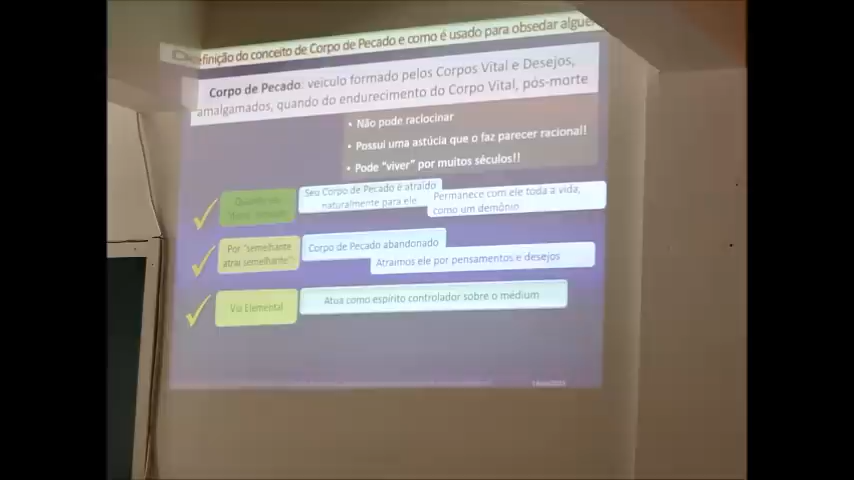 Definição do conceito de Corpo de Pecado e como é usado para obsedar algue
Corpo de Pecado: veículo formado pelos Corpos Vital e Desejos,
amalgamados, quando do endurecimento do Corpo Vital, pós-morte
• Não pode raciocinar
• Possui uma astúcia que o faz parecer racional!
• Pode "viver" por muitos séculos!!
Seu Corpo de Pecado é atraído
naturalmente para ele
Permanece com ele toda a vida,
como um demônio
Por "semelhante
atrai semelhante"
Corpo de Pecado abandonado
Atraímos ele por pensamentos e desejos
Via Elemental
Atua como espírito controlador sobre o médium